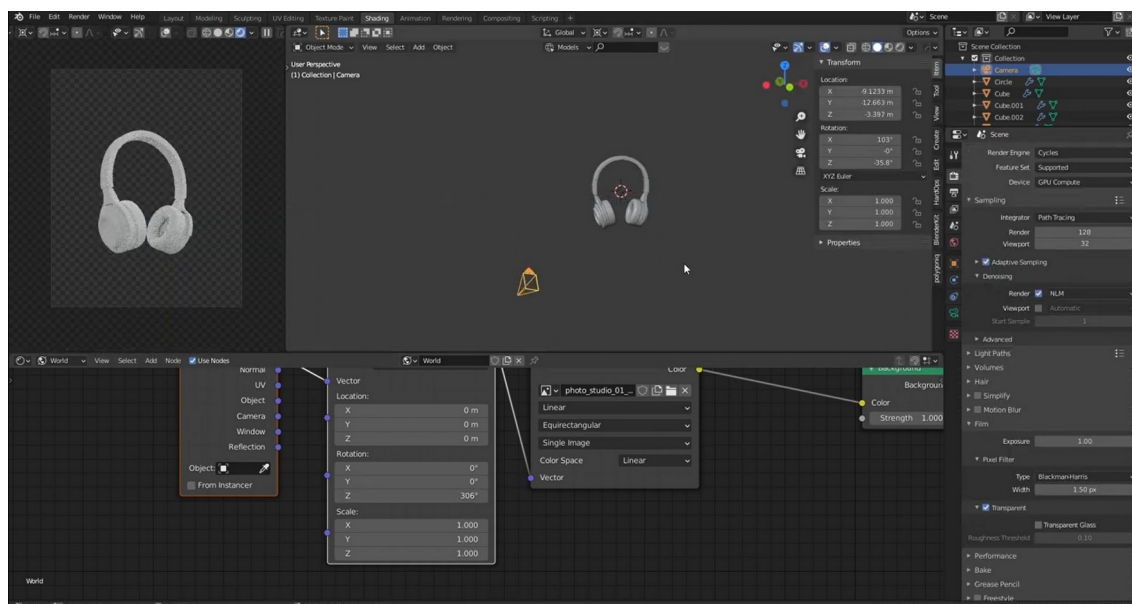 File Edit Render Window Help Layout Modeling Sculpting UV Editing Texture Paint Shading Animation Rendering Compositing Scripting + Scene View Layer
Global
Options
Object Mode View Select Add Object
Models
User Perspective
(1) Collection | Camera
Transform
Location:
X -9.1233 m
Y -12.663 m
Z -3.397 m
Rotation:
X 103°
Y -0°
Z -35.8°
XYZ Euler
Scale:
X 1.000
Y 1.000
Z 1.000
Properties
Item
Tool
View
Create
Edit
HardOps
BlenderKit
polygoniq
Scene Collection
Collection
Camera
Circle
Cube
Cube.001
Cube.002
Scene
Render Engine Cycles
Feature Set Supported
Device GPU Compute
Sampling
Integrator Path Tracing
Render 128
Viewport 32
Adaptive Sampling
Denoising
Render NLM
Viewport Automatic
Start Sample 1
Advanced
Light Paths
Volumes
Hair
Simplify
Motion Blur
Film
Exposure 1.00
Pixel Filter
Type Blackman-Harris
Width 1.50 px
Transparent
Transparent Glass
Roughness Threshold 0.10
Performance
Bake
Grease Pencil
Freestyle
World View Select Add Node Use Nodes World
Normal
UV
Object
Camera
Window
Reflection
Object:
From Instancer
Vector
Location:
X 0 m
Y 0 m
Z 0 m
Rotation:
X 0°
Y 0°
Z 306°
Scale:
X 1.000
Y 1.000
Z 1.000
Color
photo_studio_01_...
Linear
Equirectangular
Single Image
Color Space Linear
Vector
Background
Backgroun
Color
Strength 1.000
World